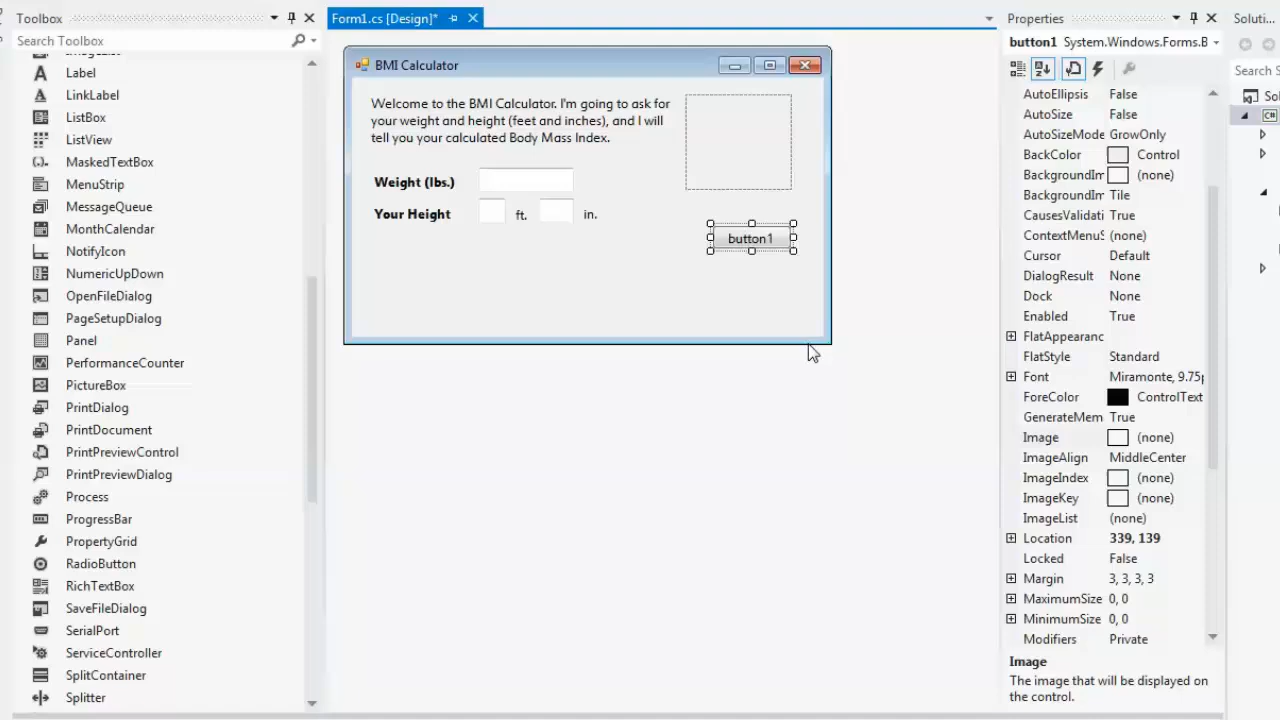 Toolbox
Search Toolbox
Label
LinkLabel
ListBox
ListView
MaskedTextBox
MenuStrip
MessageQueue
MonthCalendar
NotifyIcon
NumericUpDown
OpenFileDialog
PageSetupDialog
Panel
PerformanceCounter
PictureBox
PrintDialog
PrintDocument
PrintPreviewControl
PrintPreviewDialog
Process
ProgressBar
PropertyGrid
RadioButton
RichTextBox
SaveFileDialog
SerialPort
ServiceController
SplitContainer
Splitter
Form1.cs [Design]*
BMI Calculator
Welcome to the BMI Calculator. I'm going to ask for
your weight and height (feet and inches), and I will
tell you your calculated Body Mass Index.
Weight (lbs.)
Your Height ft. in.
button1
Properties
button1 System.Windows.Forms.B
AutoEllipsis False
AutoSize False
AutoSizeMode GrowOnly
BackColor Control
BackgroundIm (none)
BackgroundIm Tile
CausesValidati True
ContextMenuS (none)
Cursor Default
DialogResult None
Dock None
Enabled True
FlatAppearanc
FlatStyle Standard
Font Miramonte, 9.75p
ForeColor ControlText
GenerateMem True
Image (none)
ImageAlign MiddleCenter
ImageIndex (none)
ImageKey (none)
ImageList (none)
Location 339, 139
Locked False
Margin 3, 3, 3, 3
MaximumSize 0, 0
MinimumSize 0, 0
Modifiers Private
Image
The image that will be displayed on
the control.
Soluti...
Search S
Sol
C#